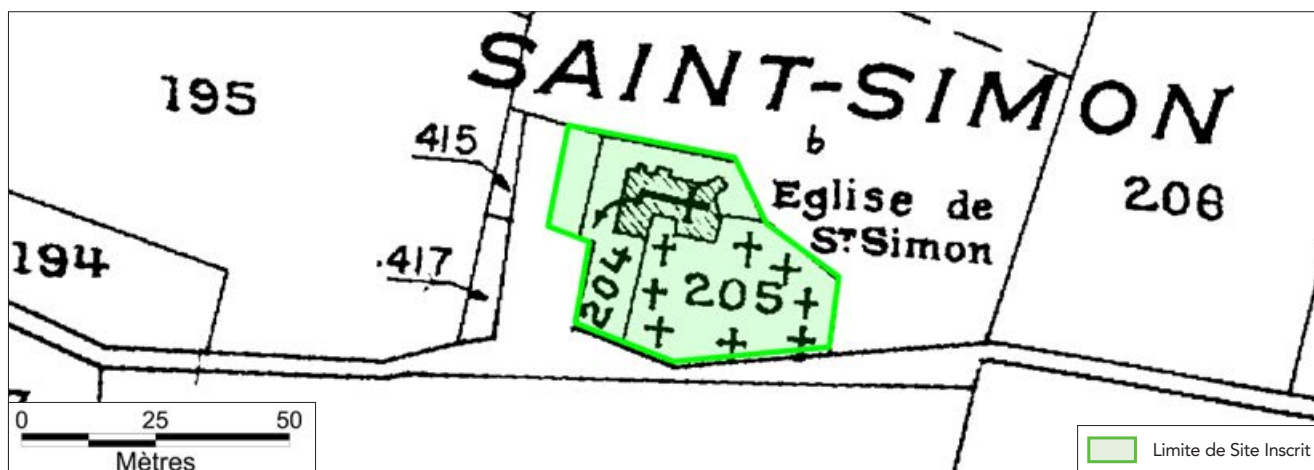 SAINT-SIMON
195
415
b
206
Eglise de
ST Simon
194
.417
204
205
0 25 50
Mètres
Limite de Site Inscrit